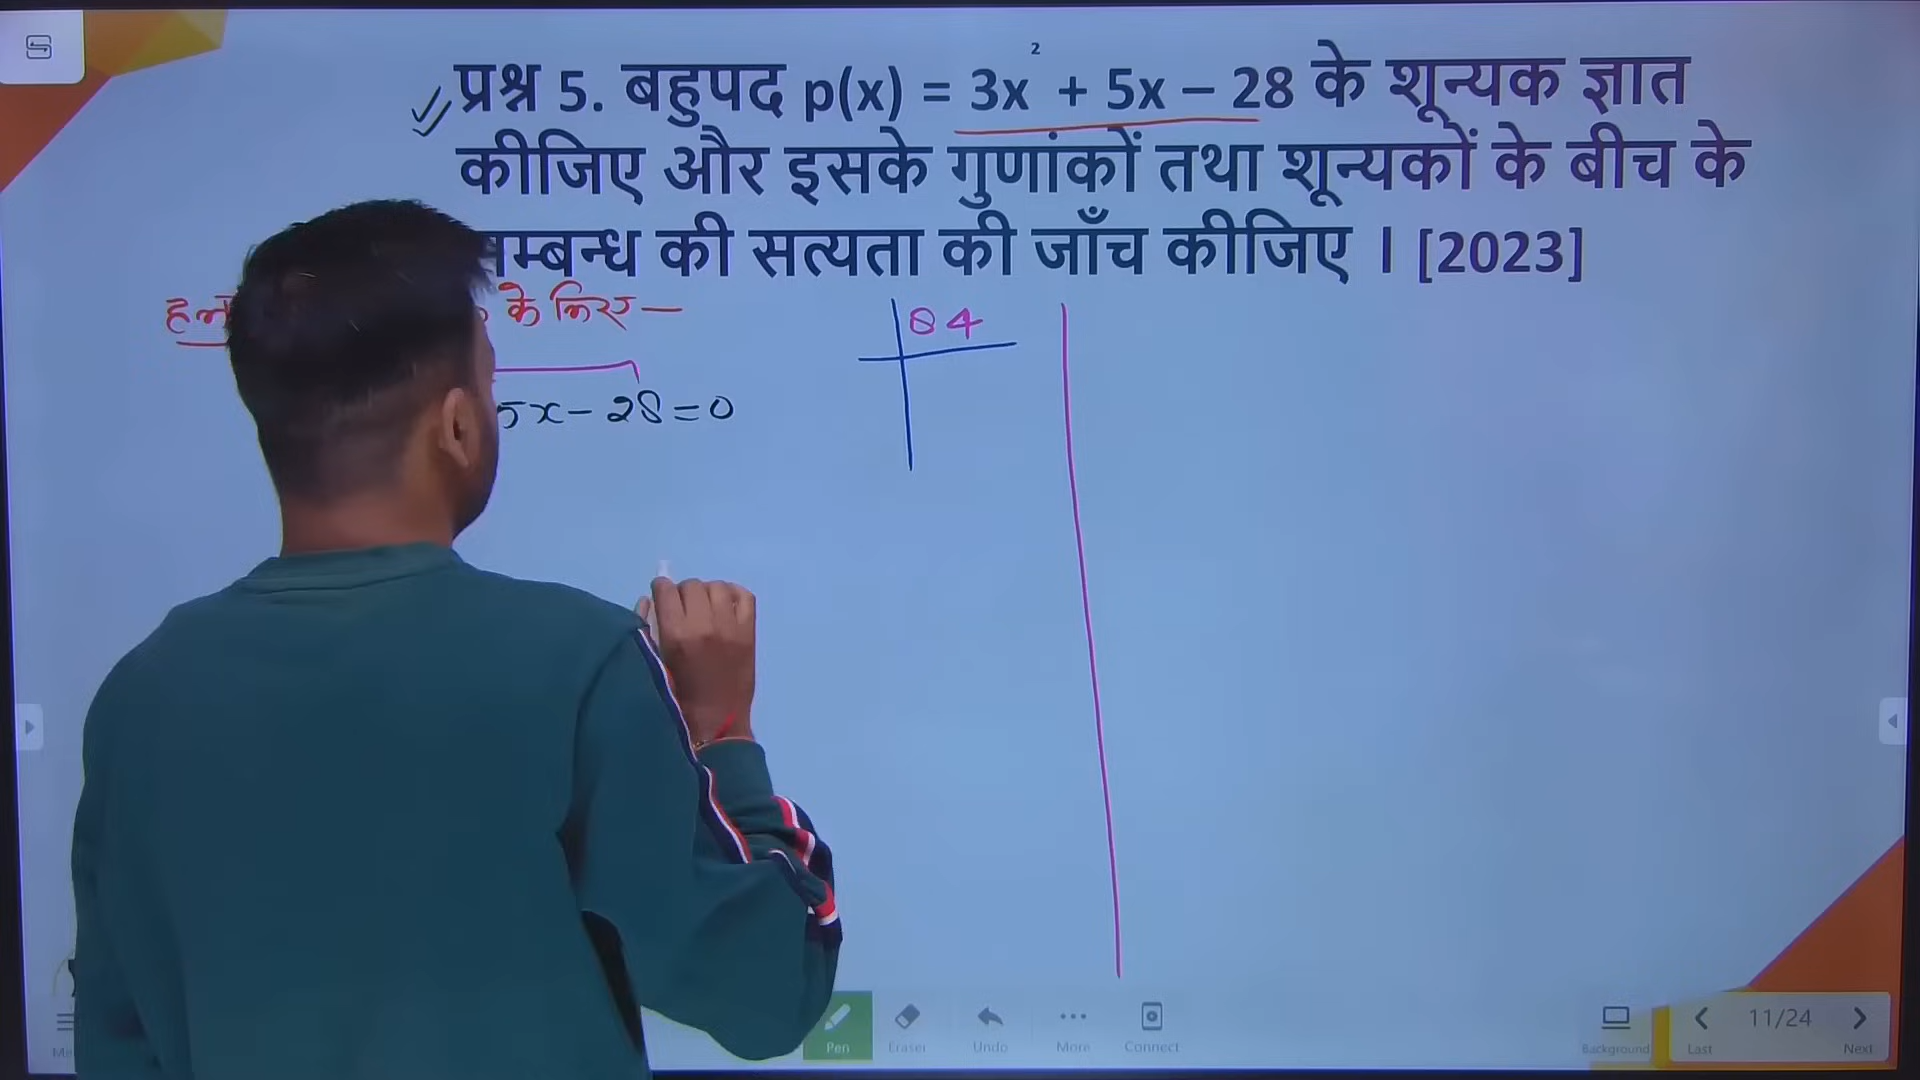 प्रश्न 5. बहुपद p(x) = 3x² + 5x – 28 के शून्यक ज्ञात
कीजिए और इसके गुणांकों तथा शून्यकों के बीच के
म्बन्ध की सत्यता की जाँच कीजिए । [2023]
के लिए —
84
5x - 28 = 0
Pen
Eraser
Undo
More
Connect
Background
Last
11/24
Next